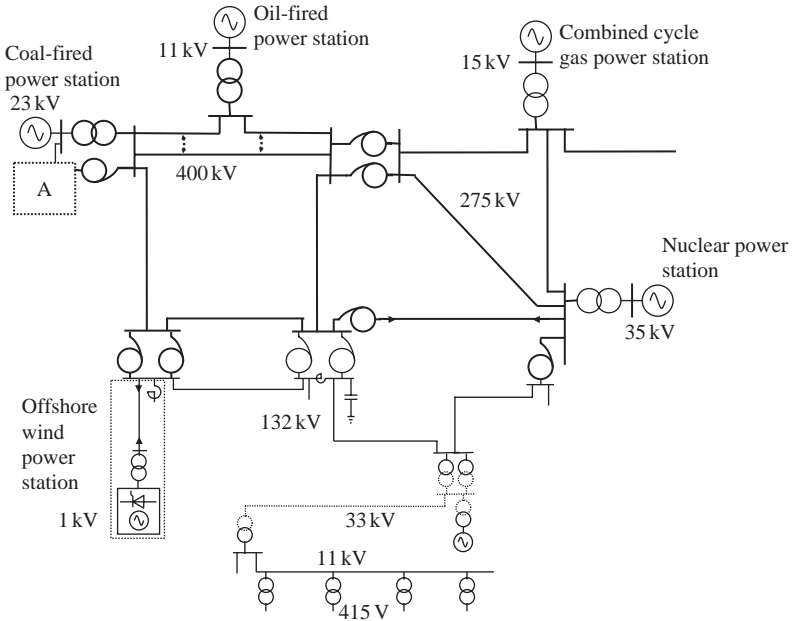 Oil-fired
power station
11 kV
Combined cycle
gas power station
15 kV
Coal-fired
power station
23 kV
A
400 kV
275 kV
Nuclear power
station
35 kV
Offshore
wind
power
station
1 kV
132 kV
33 kV
11 kV
415 V